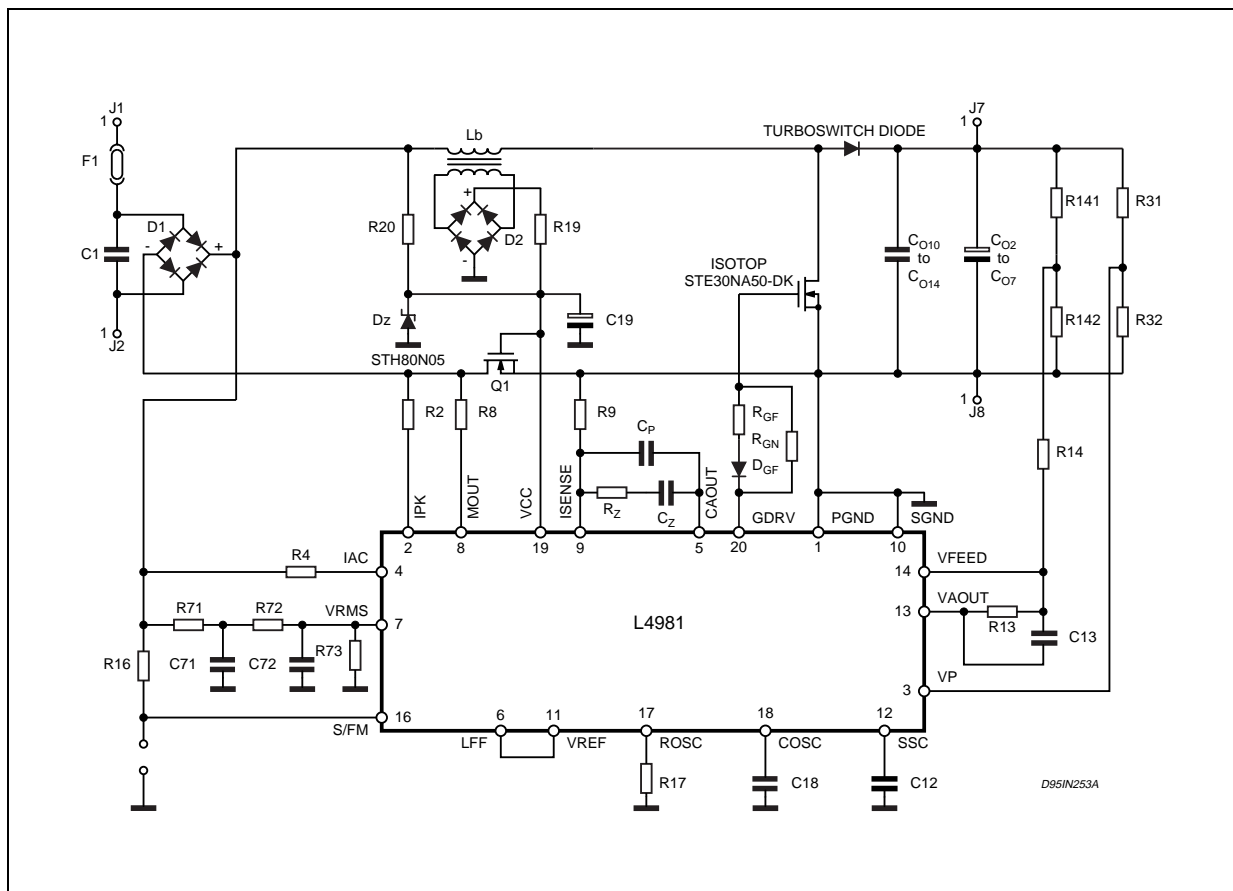 J1
1
F1
C1
D1
-
+
1
J2
Lb
R20
+
D2
-
R19
Dz
C19
STH80N05
Q1
TURBOSWITCH DIODE
J7
1
R141
R31
ISOTOP
STE30NA50-DK
CO10
to
CO14
CO2
to
CO7
R142
R32
1
J8
R2
R8
R9
CP
RZ
CZ
RGF
RGN
DGF
R14
IPK
MOUT
VCC
ISENSE
CAOUT
GDRV
PGND
SGND
2
8
19
9
5
20
1
10
R4
IAC
4
14
VFEED
VAOUT
13
R13
C13
R71
R72
VRMS
7
L4981
R16
C71
C72
R73
VP
3
S/FM
16
6
11
17
18
12
LFF
VREF
ROSC
COSC
SSC
R17
C18
C12
D95IN253A